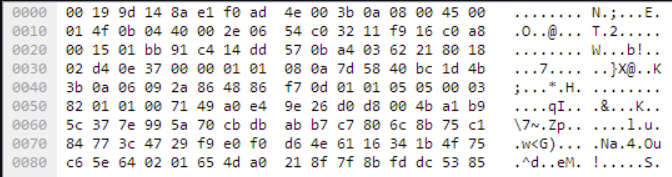 0000 00 19 9d 14 8a e1 f0 ad 4e 00 3b 0a 08 00 45 00 ........ N.;...E.
0010 01 4f 0b 04 40 00 2e 06 54 c0 32 11 f9 16 c0 a8 .O..@... T.2.....
0020 00 15 01 bb 91 c4 14 dd 57 0b a4 03 62 21 80 18 ........ W...b!..
0030 02 d4 0e 37 00 00 01 01 08 0a 7d 58 40 bc 1d 4b ...7.... ..}X@..K
0040 3b 0a 06 09 2a 86 48 86 f7 0d 01 01 05 05 00 03 ;...*.H. ........
0050 82 01 01 00 71 49 a0 e4 9e 26 d0 d8 00 4b a1 b9 ....qI.. .&...K..
0060 5c 37 7e 99 5a 70 cb db ab b7 c7 80 6c 8b 75 c1 \7~.Zp.. ....l.u.
0070 84 77 3c 47 29 f9 e0 f0 d6 4e 61 16 34 1b 4f 75 .w<G)... .Na.4.Ou
0080 c6 5e 64 02 01 65 4d a0 21 8f 7f 8b fd dc 53 85 .^d..eM. !.....S.